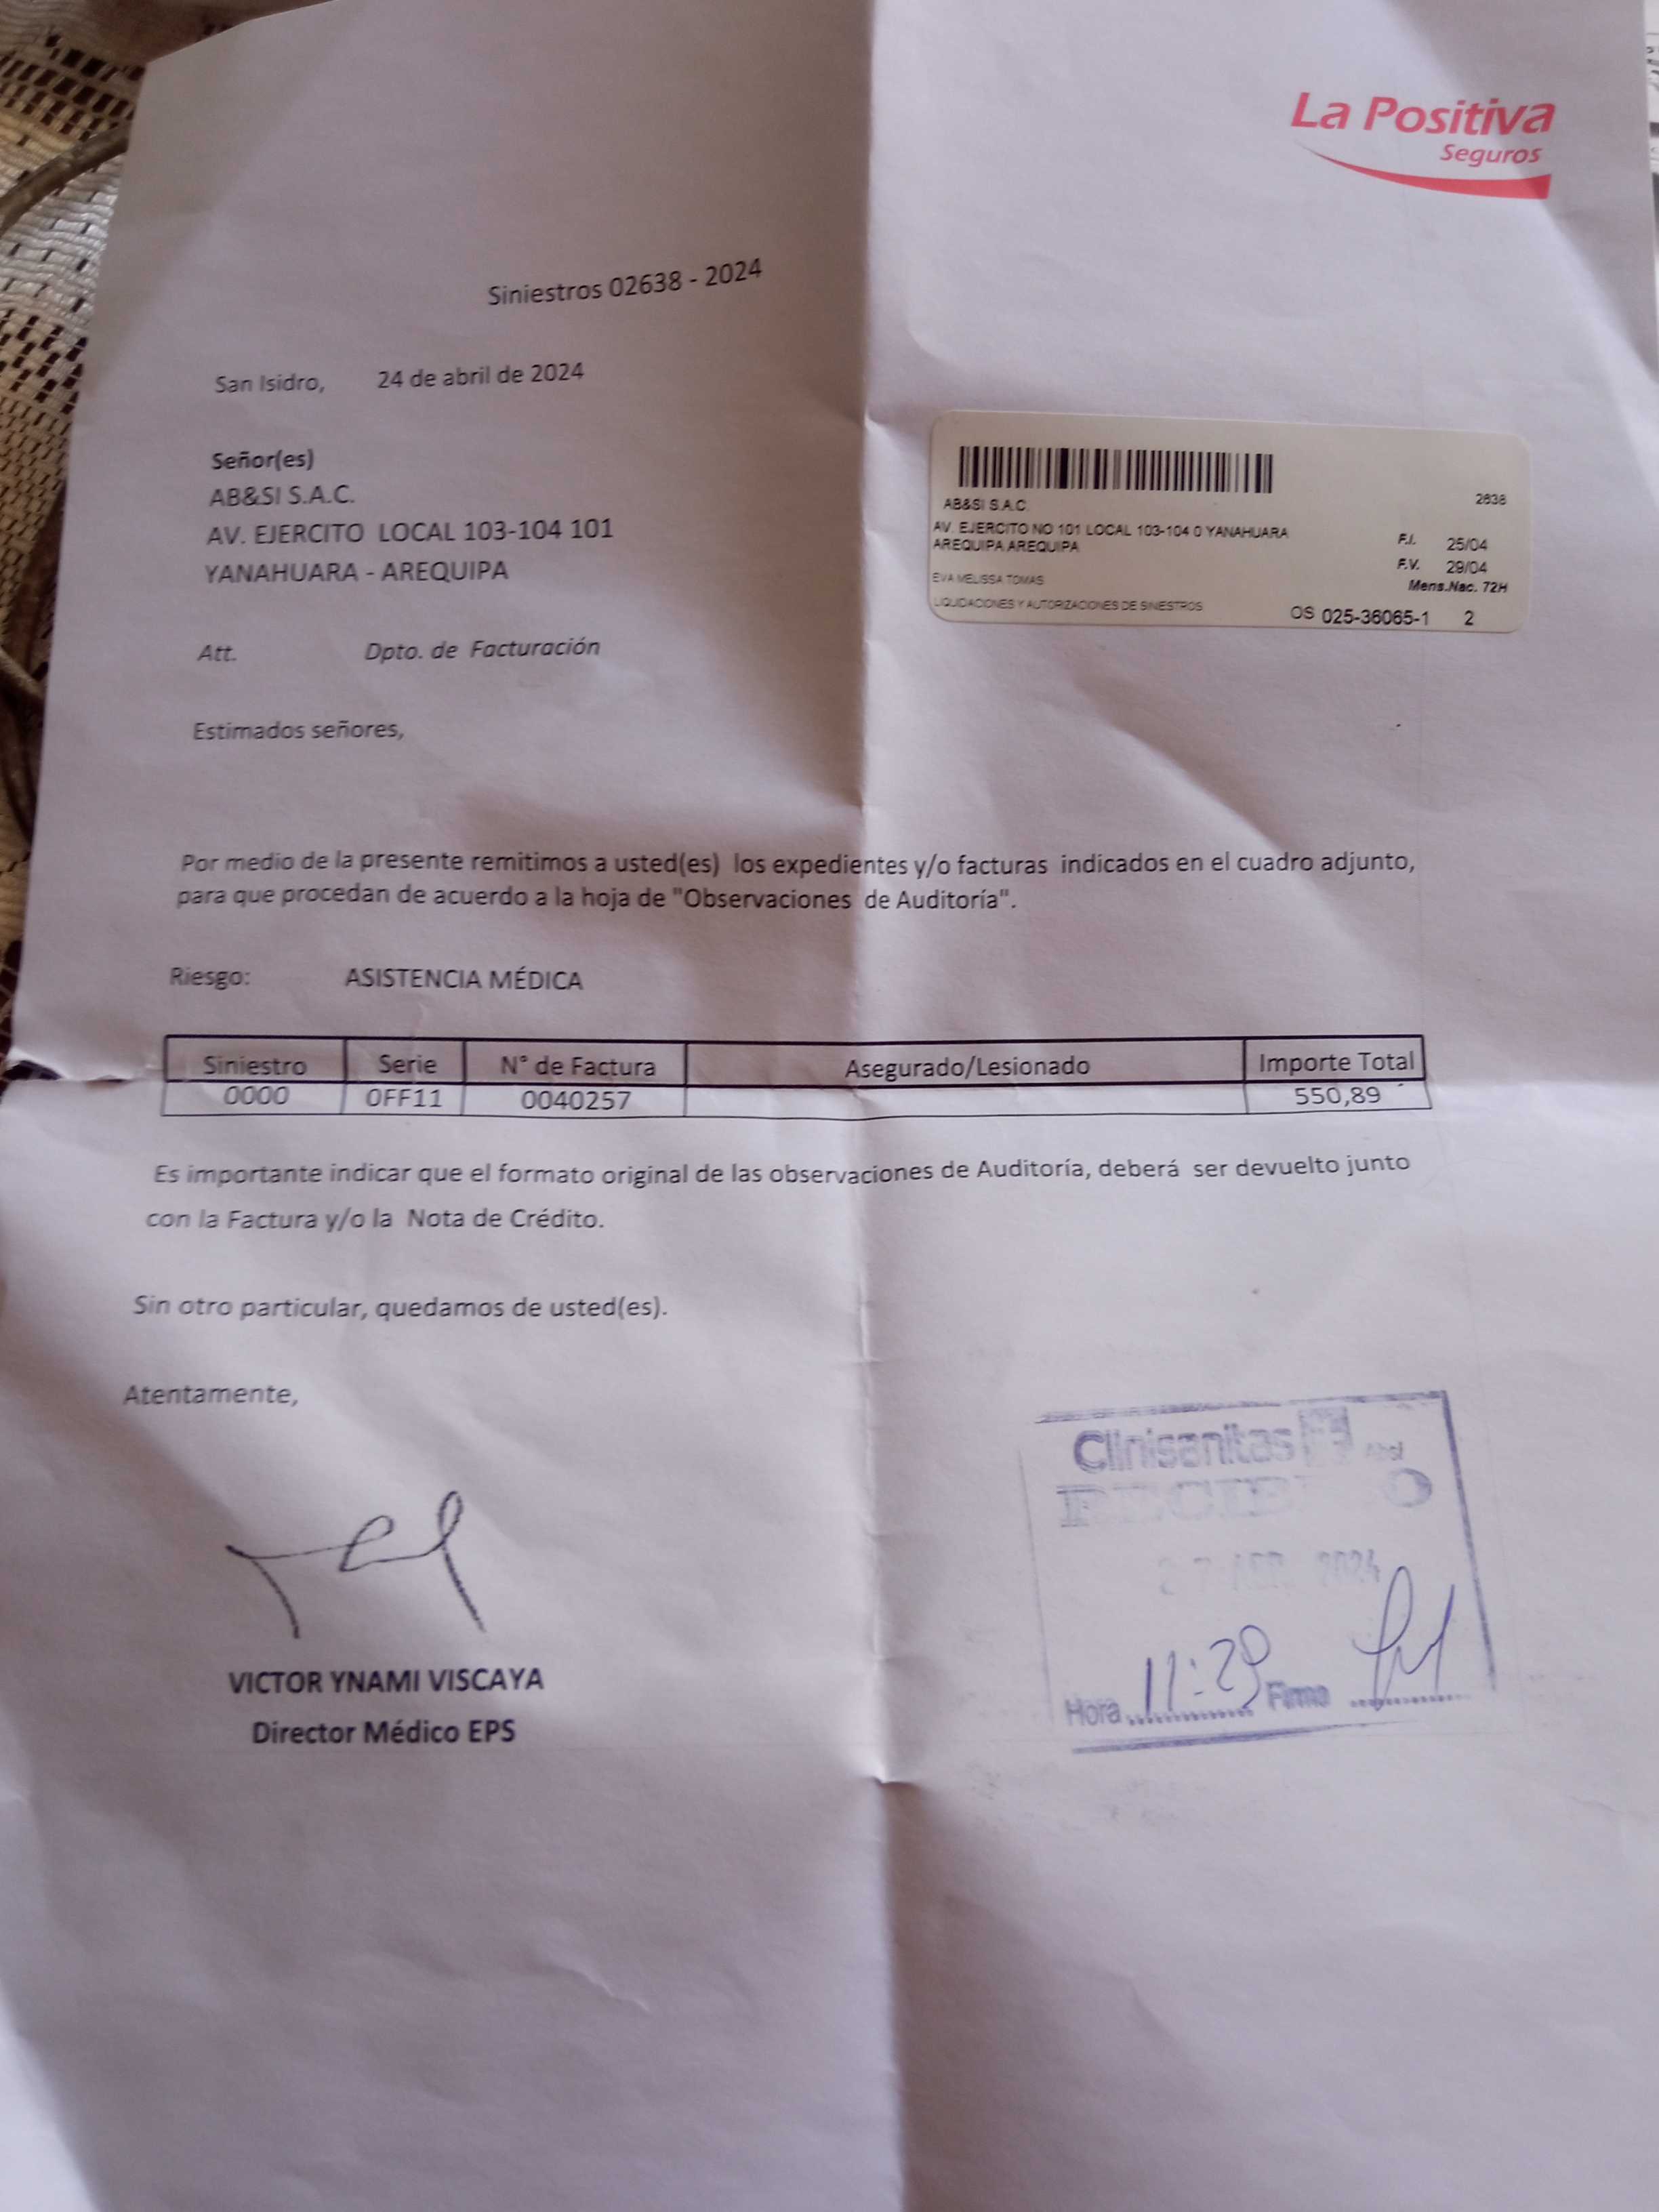 La Positiva
Seguros
Siniestros 02638 - 2024
San Isidro, 24 de abril de 2024
Señor(es)
AB&SI S.A.C.
AV. EJERCITO LOCAL 103-104 101
YANAHUARA - AREQUIPA
AB&SI S.A.C. 2638
AV. EJERCITO NO 101 LOCAL 103-104 0 YANAHUARA
AREQUIPA AREQUIPA
F.I. 25/04
F.V. 29/04
Mens.Nac. 72H
EVA MELISSA TOMAS
LIQUIDACIONES Y AUTORIZACIONES DE SINIESTROS
OS 025-36065-1 2
Att. Dpto. de Facturación
Estimados señores,
Por medio de la presente remitimos a usted(es) los expedientes y/o facturas indicados en el cuadro adjunto,
para que procedan de acuerdo a la hoja de "Observaciones de Auditoría".
Riesgo: ASISTENCIA MÉDICA
Siniestro Serie N° de Factura Asegurado/Lesionado Importe Total
0000 0FF11 0040257 550,89
Es importante indicar que el formato original de las observaciones de Auditoría, deberá ser devuelto junto
con la Factura y/o la Nota de Crédito.
Sin otro particular, quedamos de usted(es).
Atentamente,
VICTOR YNAMI VISCAYA
Director Médico EPS
Clinisanitas
2024
Hora 11:29 Firma